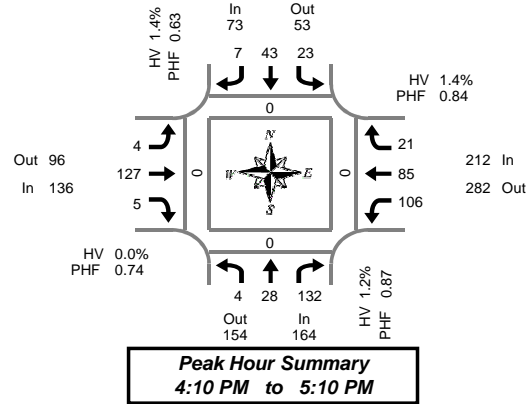 HV 1.4%
PHF 0.63
In
73
Out
53
7 43 23
HV 1.4%
PHF 0.84
0
4
127
5
Out 96
In 136
0
N
W E
S
0
21
85
106
212 In
282 Out
0
HV 0.0%
PHF 0.74
4 28 132
HV 1.2%
PHF 0.87
Out
154
In
164
Peak Hour Summary
4:10 PM to 5:10 PM